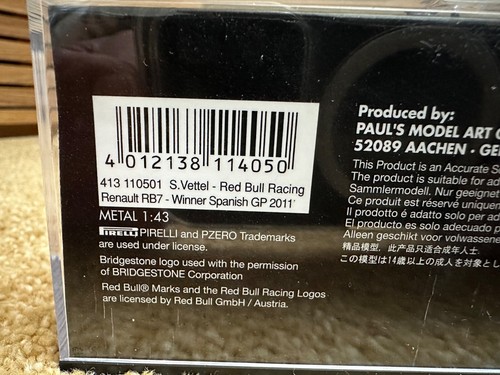 4 012138 114050
413 110501 S.Vettel - Red Bull Racing
Renault RB7 - Winner Spanish GP 2011'
METAL 1:43
PIRELLI PIRELLI and PZERO Trademarks
are used under license.
Bridgestone logo used with the permission
of BRIDGESTONE Corporation
Red Bull® Marks and the Red Bull Racing Logos
are licensed by Red Bull GmbH / Austria.
Produced by:
PAUL'S MODEL ART
52089 AACHEN - GE
This Product is an Accurate
The product is suitable for
Sammlermodell. Nur geeignet
Ce produit est réservé
Il prodotto é adatto solo per
El producto es solo adecuado
Alleen geschikt voor volwassene
精品模型，此产品只适合成年人士.
この模型は14歳以上の成人を対象とし